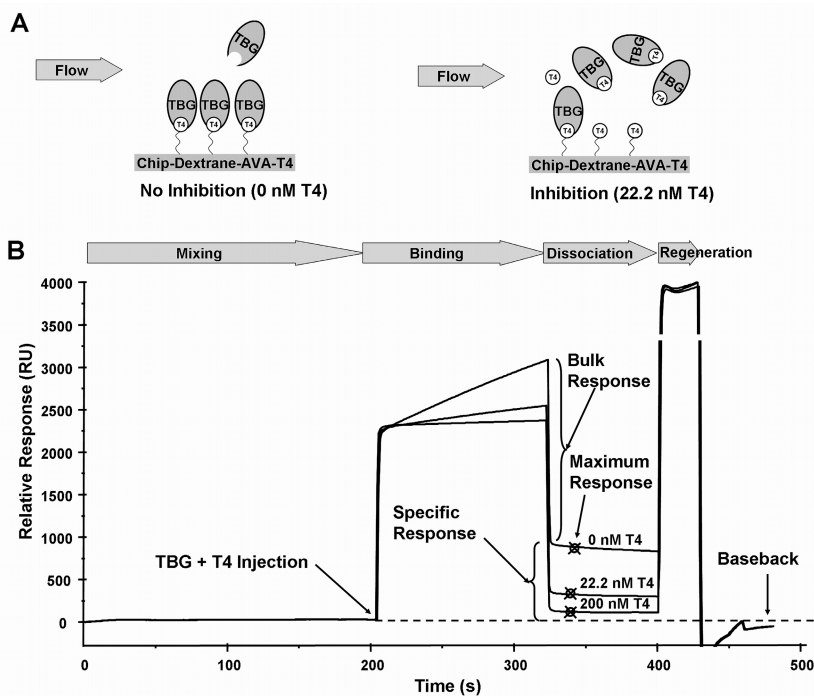 A
Flow
TBG
TBG
TBG
TBG
T4
T4
T4
Chip-Dextrane-AVA-T4
No Inhibition (0 nM T4)
Flow
T4
TBG
T4
TBG
T4
TBG
T4
TBG
T4
T4
T4
Chip-Dextrane-AVA-T4
Inhibition (22.2 nM T4)
B
Mixing
Binding
Dissociation
Regeneration
Relative Response (RU)
4000
3500
3000
2500
2000
1500
1000
500
0
Bulk
Response
Maximum
Response
Specific
Response
TBG + T4 Injection
0 nM T4
22.2 nM T4
200 nM T4
Baseback
0
100
200
300
400
500
Time (s)